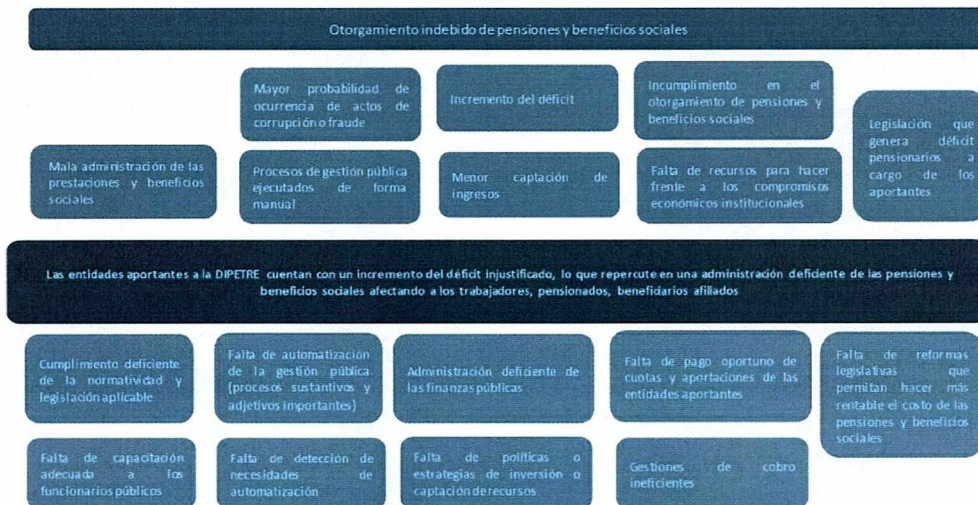 Otorgamiento indebido de pensiones y beneficios sociales
Mayor probabilidad de
ocurrencia de actos de
corrupción o fraude
Incremento del déficit
Incumplimiento en el
otorgamiento de pensiones y
beneficios sociales
Legislación que
genera déficit
pensionarios a
cargo de los
aportantes
Mala administración de las
prestaciones y beneficios
sociales
Procesos de gestión pública
ejecutados de forma
manual
Menor captación de
ingresos
Falta de recursos para hacer
frente a los compromisos
económicos institucionales
Las entidades aportantes a la DIPETRE cuentan con un incremento del déficit injustificado, lo que repercute en una administración deficiente de las pensiones y
beneficios sociales afectando a los trabajadores, pensionados, beneficiarios afiliados
Cumplimiento deficiente
de la normatividad y
legislación aplicable
Falta de automatización
de la gestión pública
(procesos sustantivos y
adjetivos importantes)
Administración deficiente de
las finanzas públicas
Falta de pago oportuno de
cuotas y aportaciones de las
entidades aportantes
Falta de reformas
legislativas que
permitan hacer más
rentable el costo de las
pensiones y beneficios
sociales
Falta de capacitación
adecuada a los
funcionarios públicos
Falta de detección de
necesidades de
automatización
Falta de políticas o
estrategias de inversión o
captación de recursos
Gestiones de cobro
ineficientes